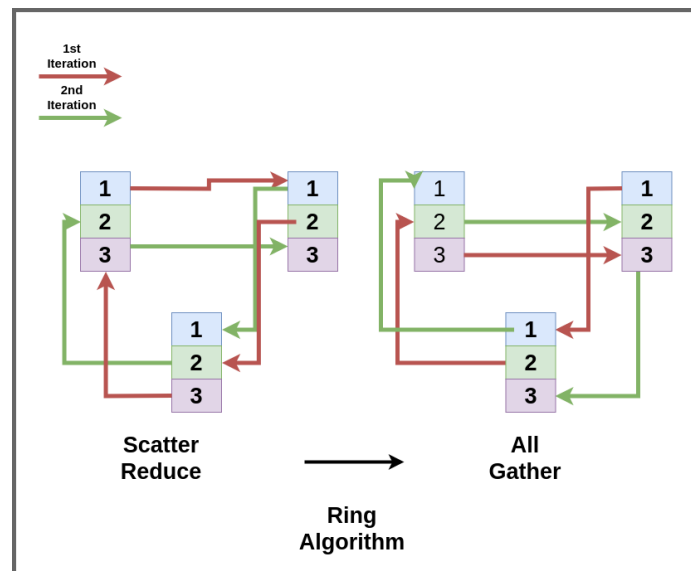 1st
Iteration
2nd
Iteration
1
2
3
1
2
3
1
2
3
1
2
3
1
2
3
1
2
3
Scatter
Reduce
All
Gather
Ring
Algorithm